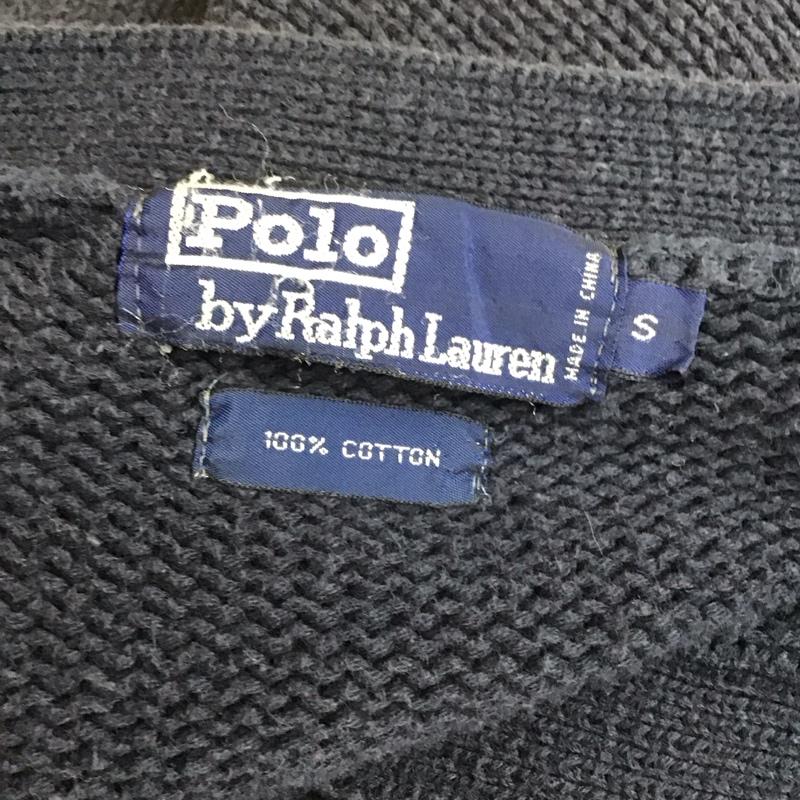 Polo
by Ralph Lauren
MADE IN CHINA
S
100% COTTON